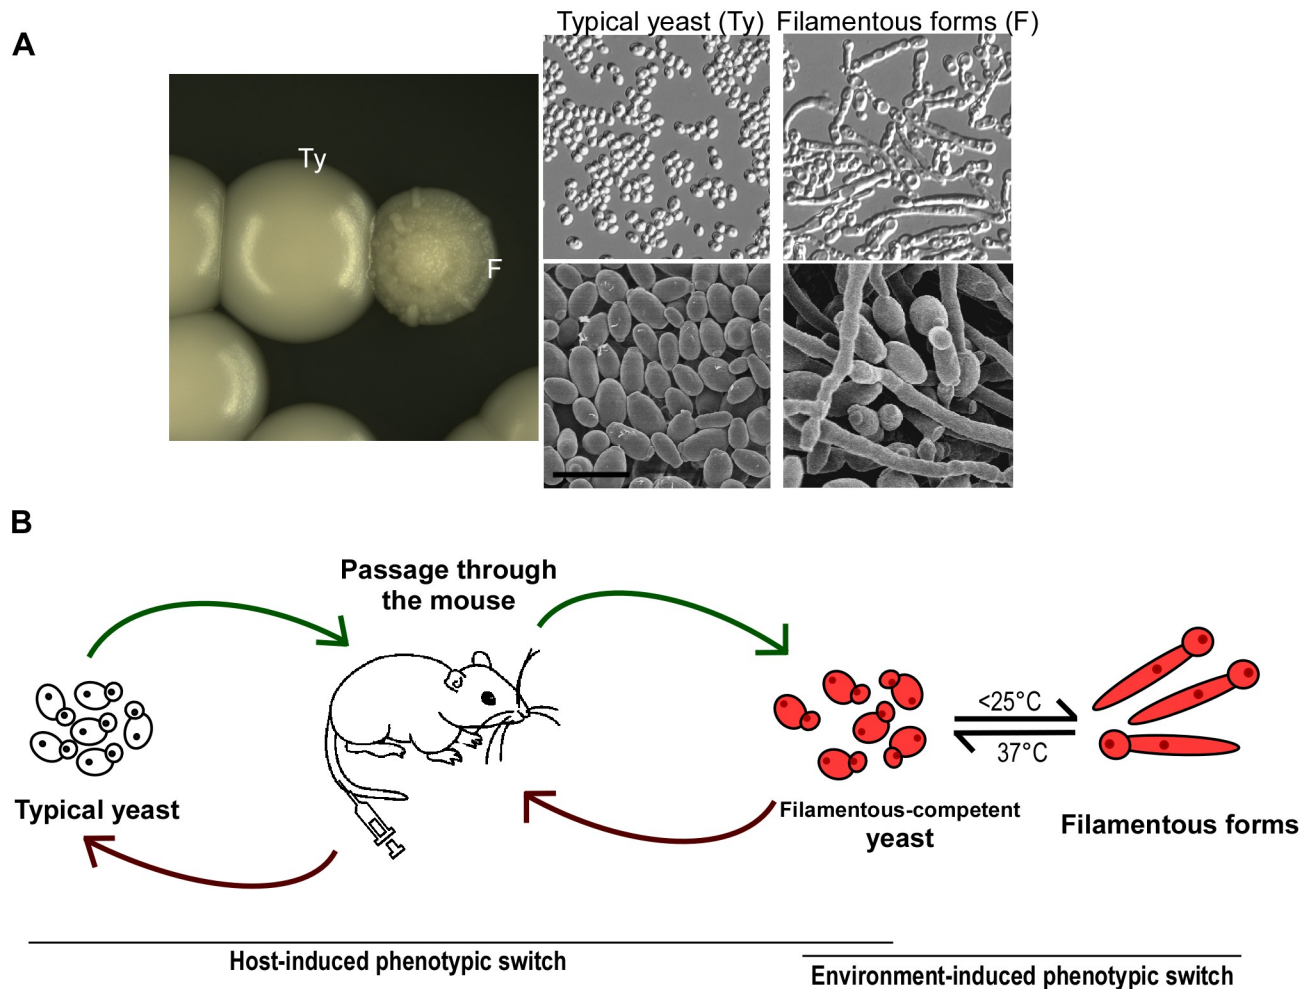 A
Typical yeast (Ty)
Filamentous forms (F)
Ty
F
B
Passage through
the mouse
<25°C
37°C
Typical yeast
Filamentous-competent
yeast
Filamentous forms
Host-induced phenotypic switch
Environment-induced phenotypic switch